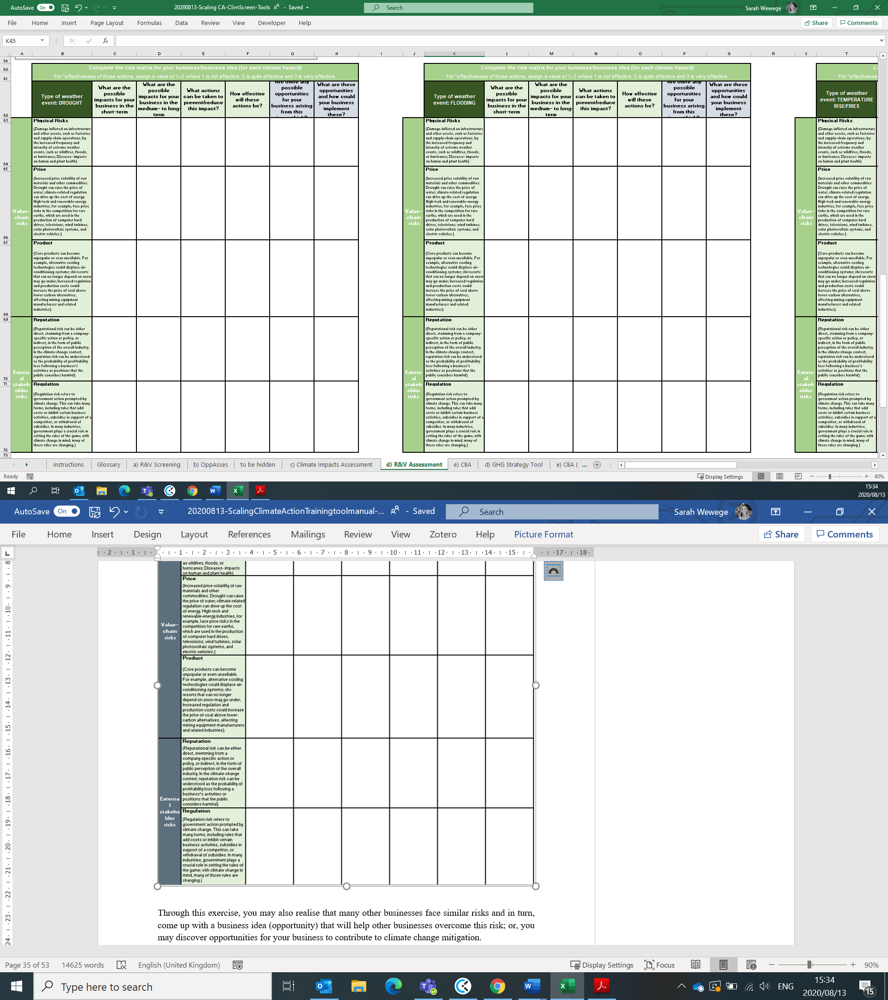 AutoSave On 20200813-Scaling CA-ClimScreen-Tools - Saved Search Sarah Wewege
File Home Insert Page Layout Formulas Data Review View Developer Help Share Comments
K45 fx
A B C D E F G H I J K L M N O P Q R S T
59
60
61
62
63
64
65
66
67
68
69
70
71
72
73
Complete the risk matrix for your business/business idea (for each climate hazard)
For "effectiveness of those actions, assign a value of 1–3 where 1 is not effective, 2 is quite effective and 3 is very effective.
Type of weather
event: DROUGHT
What are the
possible
impacts for your
business in the
short-term
What are the
possible
impacts for your
business in the
medium- to long-
term
What actions
can be taken to
prevent/reduce
this impact?
How effective
will these
actions be?
Are there any
possible
opportunities
for your
business arising
from this
What are these
opportunities
and how could
your business
implement
these?
Value-
chain
risks
Physical Risks
(Damage inflicted on infrastructure
and other assets, such as factories
and supply-chain operations, by
the increased frequency and
intensity of extreme weather
events, such as wildfires, floods,
or hurricanes; Diseases- impacts
on human and plant health)
Price
(Increased price volatility of raw
materials and other commodities.
Drought can raise the price of
water; climate-related regulation
can drive up the cost of energy.
High-tech and renewable-energy
industries, for example, face price
risks in the competition for rare
earths, which are used in the
production of computer hard
drives, televisions, wind turbines,
solar photovoltaic systems, and
electric vehicles.)
Product
(Core products can become
unpopular or even unsellable. For
example, alternative cooling
technologies could displace air-
conditioning systems; ski-resorts
that can no longer depend on snow
may go under; Increased regulation
and production costs could
increase the price of coal above
lower-carbon alternatives,
affecting mining equipment
manufacturers and related
industries).
Extern
al
stakeh
older
risks
Reputation
(Reputational risk can be either
direct, stemming from a company-
specific action or policy, or
indirect, in the form of public
perception of the overall industry.
In the climate-change context,
reputation risk can be understood
as the probability of profitability
loss following a business's
activities or positions that the
public considers harmful).
Regulation
(Regulation risk refers to
government action prompted by
climate change. This can take many
forms, including rules that add
costs or inhibit certain business
activities, subsidies in support of a
competitor, or withdrawal of
subsidies. In many industries,
government plays a crucial role in
setting the rules of the game; with
climate change in mind, many of
those rules are changing.)
Complete the risk matrix for your business/business idea (for each climate hazard)
For "effectiveness of those actions, assign a value of 1–3 where 1 is not effective, 2 is quite effective and 3 is very effective.
Type of weather
event: FLOODING
What are the
possible
impacts for your
business in the
short-term
What are the
possible
impacts for your
business in the
medium- to long-
term
What actions
can be taken to
prevent/reduce
this impact?
How effective
will these
actions be?
Are there any
possible
opportunities
for your
business arising
from this
What are these
opportunities
and how could
your business
implement
these?
Value-
chain
risks
Physical Risks
(Damage inflicted on infrastructure
and other assets, such as factories
and supply-chain operations, by
the increased frequency and
intensity of extreme weather
events, such as wildfires, floods,
or hurricanes; Diseases- impacts
on human and plant health)
Price
(Increased price volatility of raw
materials and other commodities.
Drought can raise the price of
water; climate-related regulation
can drive up the cost of energy.
High-tech and renewable-energy
industries, for example, face price
risks in the competition for rare
earths, which are used in the
production of computer hard
drives, televisions, wind turbines,
solar photovoltaic systems, and
electric vehicles.)
Product
(Core products can become
unpopular or even unsellable. For
example, alternative cooling
technologies could displace air-
conditioning systems; ski-resorts
that can no longer depend on snow
may go under; Increased regulation
and production costs could
increase the price of coal above
lower-carbon alternatives,
affecting mining equipment
manufacturers and related
industries).
Extern
al
stakeh
older
risks
Reputation
(Reputational risk can be either
direct, stemming from a company-
specific action or policy, or
indirect, in the form of public
perception of the overall industry.
In the climate-change context,
reputation risk can be understood
as the probability of profitability
loss following a business's
activities or positions that the
public considers harmful).
Regulation
(Regulation risk refers to
government action prompted by
climate change. This can take many
forms, including rules that add
costs or inhibit certain business
activities, subsidies in support of a
competitor, or withdrawal of
subsidies. In many industries,
government plays a crucial role in
setting the rules of the game; with
climate change in mind, many of
those rules are changing.)
For "effectiveness
Type of weather
event: TEMPERATURE
RISE/FIRES
Value-
chain
risks
Physical Risks
(Damage inflicted on infrastructure
and other assets, such as factories
and supply-chain operations, by
the increased frequency and
intensity of extreme weather
events, such as wildfires, floods,
or hurricanes; Diseases- impacts
on human and plant health)
Price
(Increased price volatility of raw
materials and other commodities.
Drought can raise the price of
water; climate-related regulation
can drive up the cost of energy.
High-tech and renewable-energy
industries, for example, face price
risks in the competition for rare
earths, which are used in the
production of computer hard
drives, televisions, wind turbines,
solar photovoltaic systems, and
electric vehicles.)
Product
(Core products can become
unpopular or even unsellable. For
example, alternative cooling
technologies could displace air-
conditioning systems; ski-resorts
that can no longer depend on snow
may go under; Increased regulation
and production costs could
increase the price of coal above
lower-carbon alternatives,
affecting mining equipment
manufacturers and related
industries).
Extern
al
stakeh
older
risks
Reputation
(Reputational risk can be either
direct, stemming from a company-
specific action or policy, or
indirect, in the form of public
perception of the overall industry.
In the climate-change context,
reputation risk can be understood
as the probability of profitability
loss following a business's
activities or positions that the
public considers harmful).
Regulation
(Regulation risk refers to
government action prompted by
climate change. This can take many
forms, including rules that add
costs or inhibit certain business
activities, subsidies in support of a
competitor, or withdrawal of
subsidies. In many industries,
government plays a crucial role in
setting the rules of the game; with
climate change in mind, many of
those rules are changing.)
Instructions Glossary a) R&V Screening b) OppAsses to be hidden c) Climate Impacts Assessment d) R&V Assessment e) CBA d) GHG Strategy Tool e) CBA ( ...
Ready Display Settings 60%
15:34
2020/08/13
AutoSave On 20200813-ScalingClimateActionTrainingtoolmanual-... - Saved Search Sarah Wewege
File Home Insert Design Layout References Mailings Review View Zotero Help Picture Format Share Comments
2 1 1 2 3 4 5 6 7 8 9 10 11 12 13 14 15 17 18
8
9
10
11
12
13
14
15
16
17
18
19
20
21
22
23
24
as wildfires, floods, or
hurricanes; Diseases- impacts
on human and plant health)
Value-
chain
risks
Price
(Increased price volatility of raw
materials and other
commodities. Drought can raise
the price of water; climate-related
regulation can drive up the cost
of energy. High-tech and
renewable-energy industries, for
example, face price risks in the
competition for rare earths,
which are used in the production
of computer hard drives,
televisions, wind turbines, solar
photovoltaic systems, and
electric vehicles.)
Product
(Core products can become
unpopular or even unsellable.
For example, alternative cooling
technologies could displace air-
conditioning systems; ski-
resorts that can no longer
depend on snow may go under;
Increased regulation and
production costs could increase
the price of coal above lower-
carbon alternatives, affecting
mining equipment manufacturers
and related industries).
Externa
l
stakeho
lder
risks
Reputation
(Reputational risk can be either
direct, stemming from a
company-specific action or
policy, or indirect, in the form of
public perception of the overall
industry. In the climate-change
context, reputation risk can be
understood as the probability of
profitability loss following a
business's activities or
positions that the public
considers harmful).
Regulation
(Regulation risk refers to
government action prompted by
climate change. This can take
many forms, including rules that
add costs or inhibit certain
business activities, subsidies in
support of a competitor, or
withdrawal of subsidies. In many
industries, government plays a
crucial role in setting the rules of
the game; with climate change in
mind, many of those rules are
changing.)
Through this exercise, you may also realise that many other businesses face similar risks and in turn,
come up with a business idea (opportunity) that will help other businesses overcome this risk; or, you
may discover opportunities for your business to contribute to climate change mitigation.
Page 35 of 53 14625 words English (United Kingdom) Display Settings Focus 90%
Type here to search ENG 15:34
2020/08/13 15